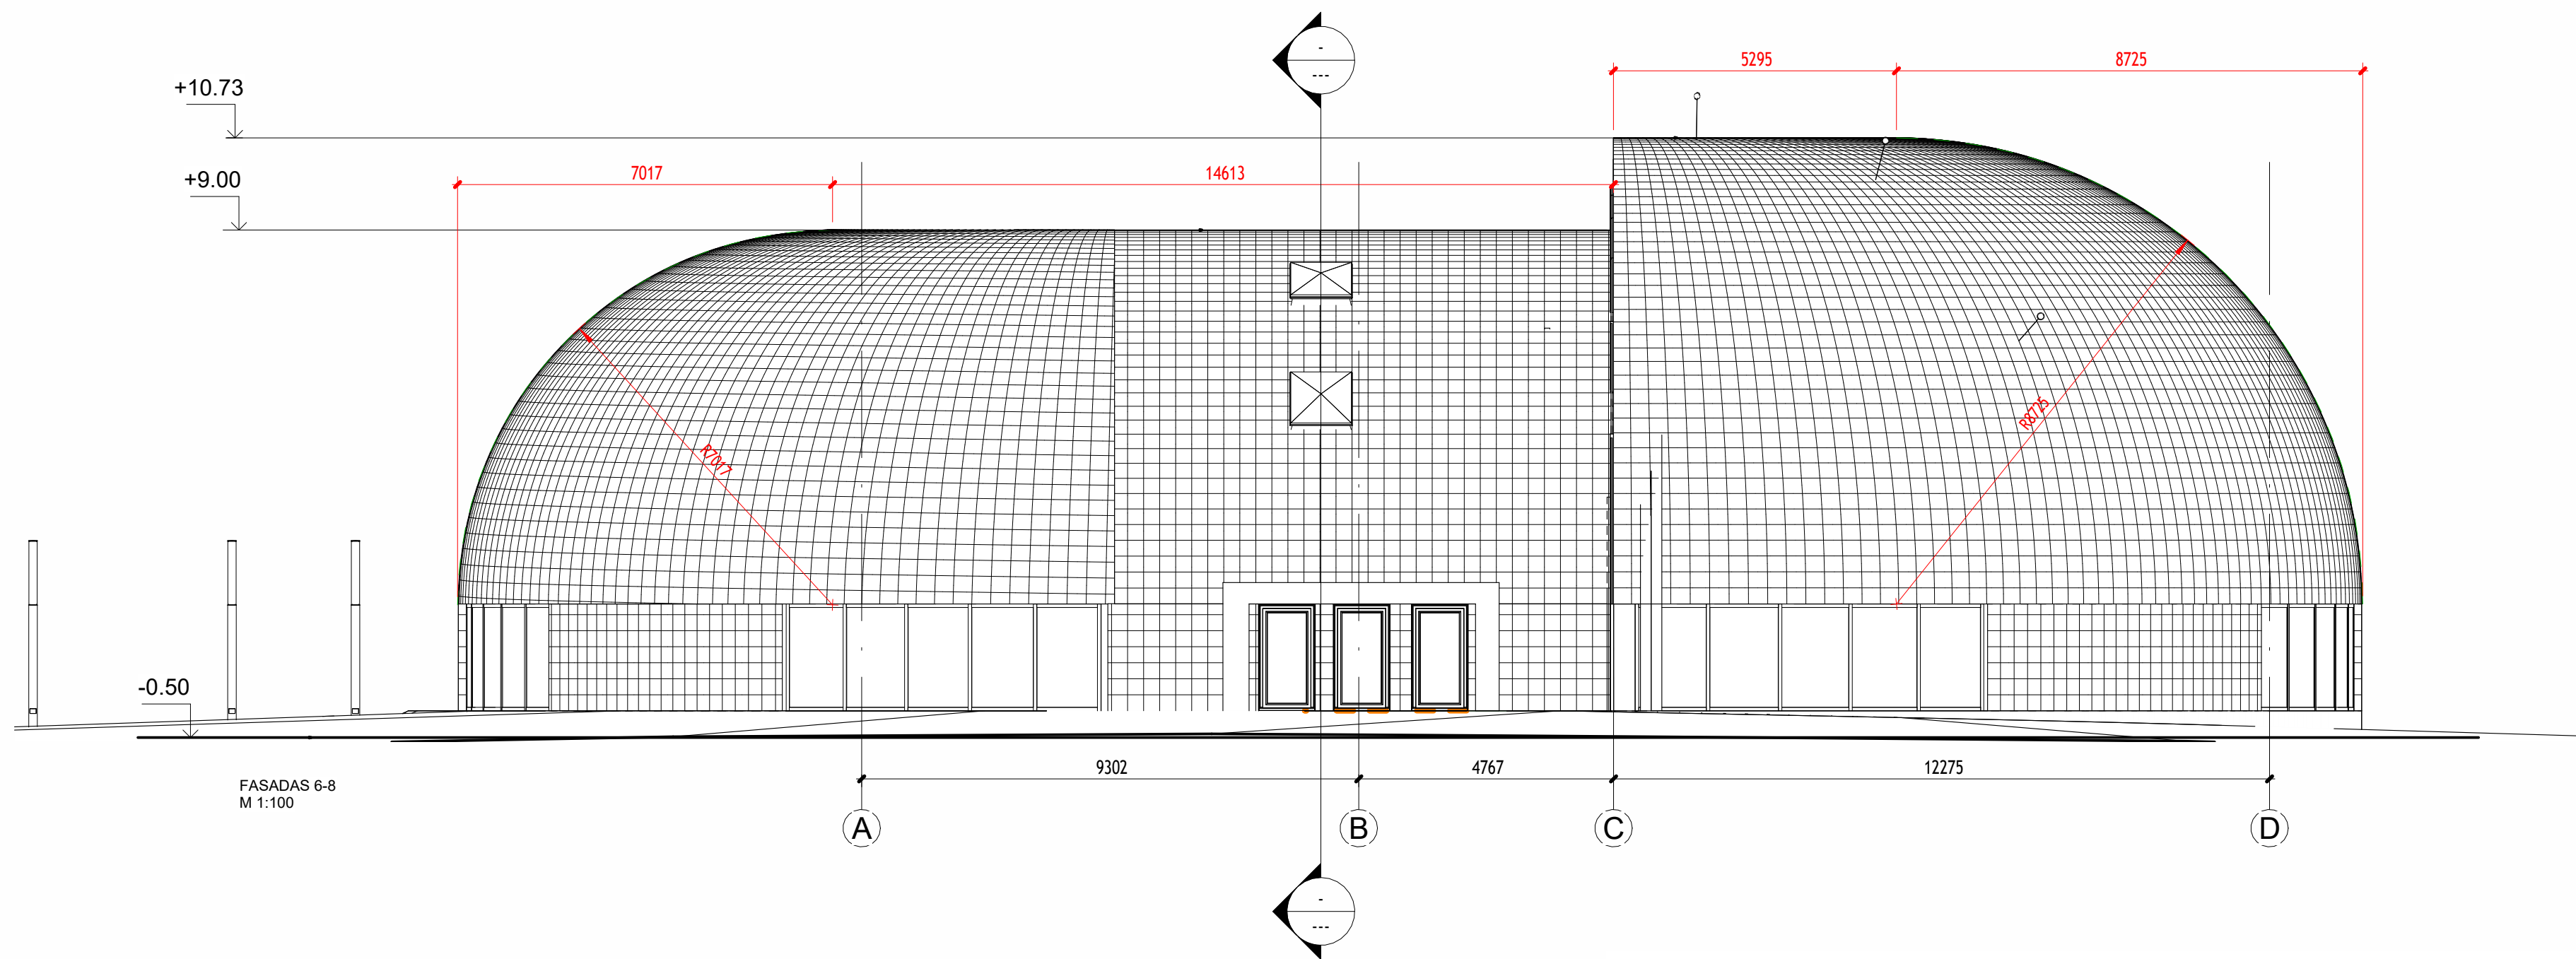 -
---
5295
8725
+10.73
+9.00
7017
14613
R7017
R8725
-0.50
9302
4767
12275
FASADAS 6-8
M 1:100
A
B
C
D
-
---